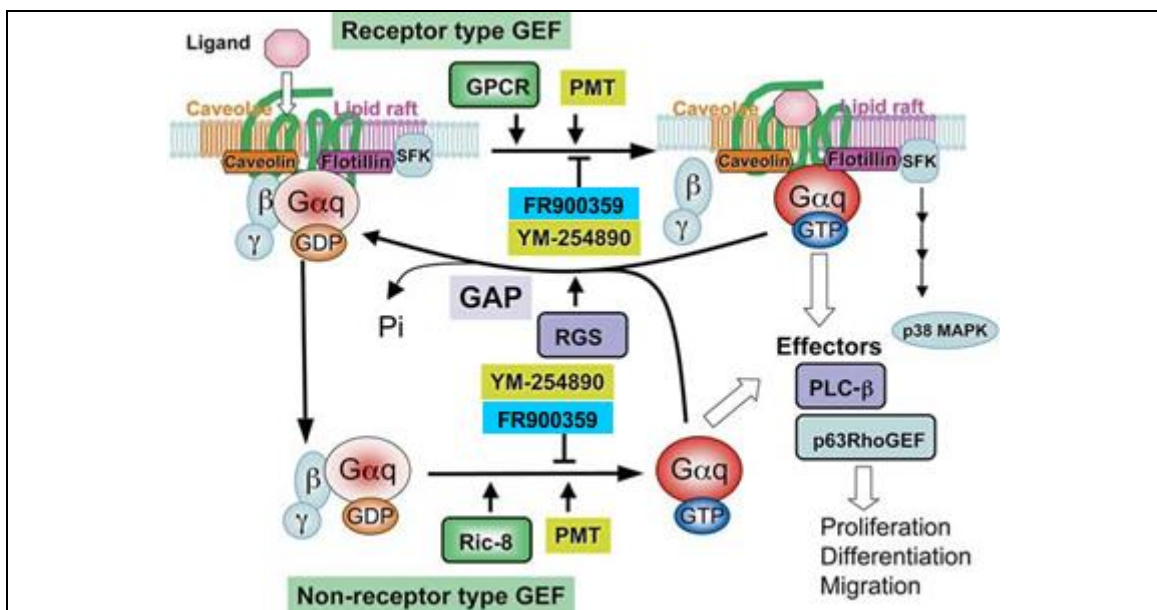 Receptor type GEF
Ligand
GPCR
PMT
Caveolae
Lipid raft
Caveolin
Flotillin
SFK
β
γ
Gαq
GDP
FR900359
YM-254890
Caveolae
Lipid raft
Caveolin
Flotillin
SFK
β
γ
Gαq
GTP
GAP
Pi
RGS
p38 MAPK
Effectors
PLC-β
p63RhoGEF
YM-254890
FR900359
β
γ
Gαq
GDP
Gαq
GTP
Ric-8
PMT
Proliferation
Differentiation
Migration
Non-receptor type GEF